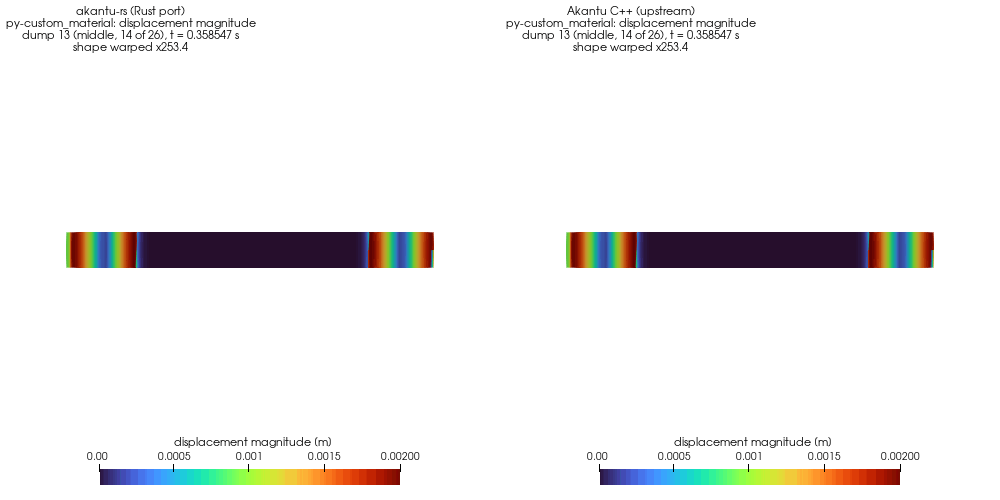 akantu-rs (Rust port)
py-custom_material: displacement magnitude
dump 13 (middle, 14 of 26), t = 0.358547 s
shape warped x253.4
Akantu C++ (upstream)
py-custom_material: displacement magnitude
dump 13 (middle, 14 of 26), t = 0.358547 s
shape warped x253.4
displacement magnitude (m)
0.00 0.0005 0.001 0.0015 0.00200
displacement magnitude (m)
0.00 0.0005 0.001 0.0015 0.00200